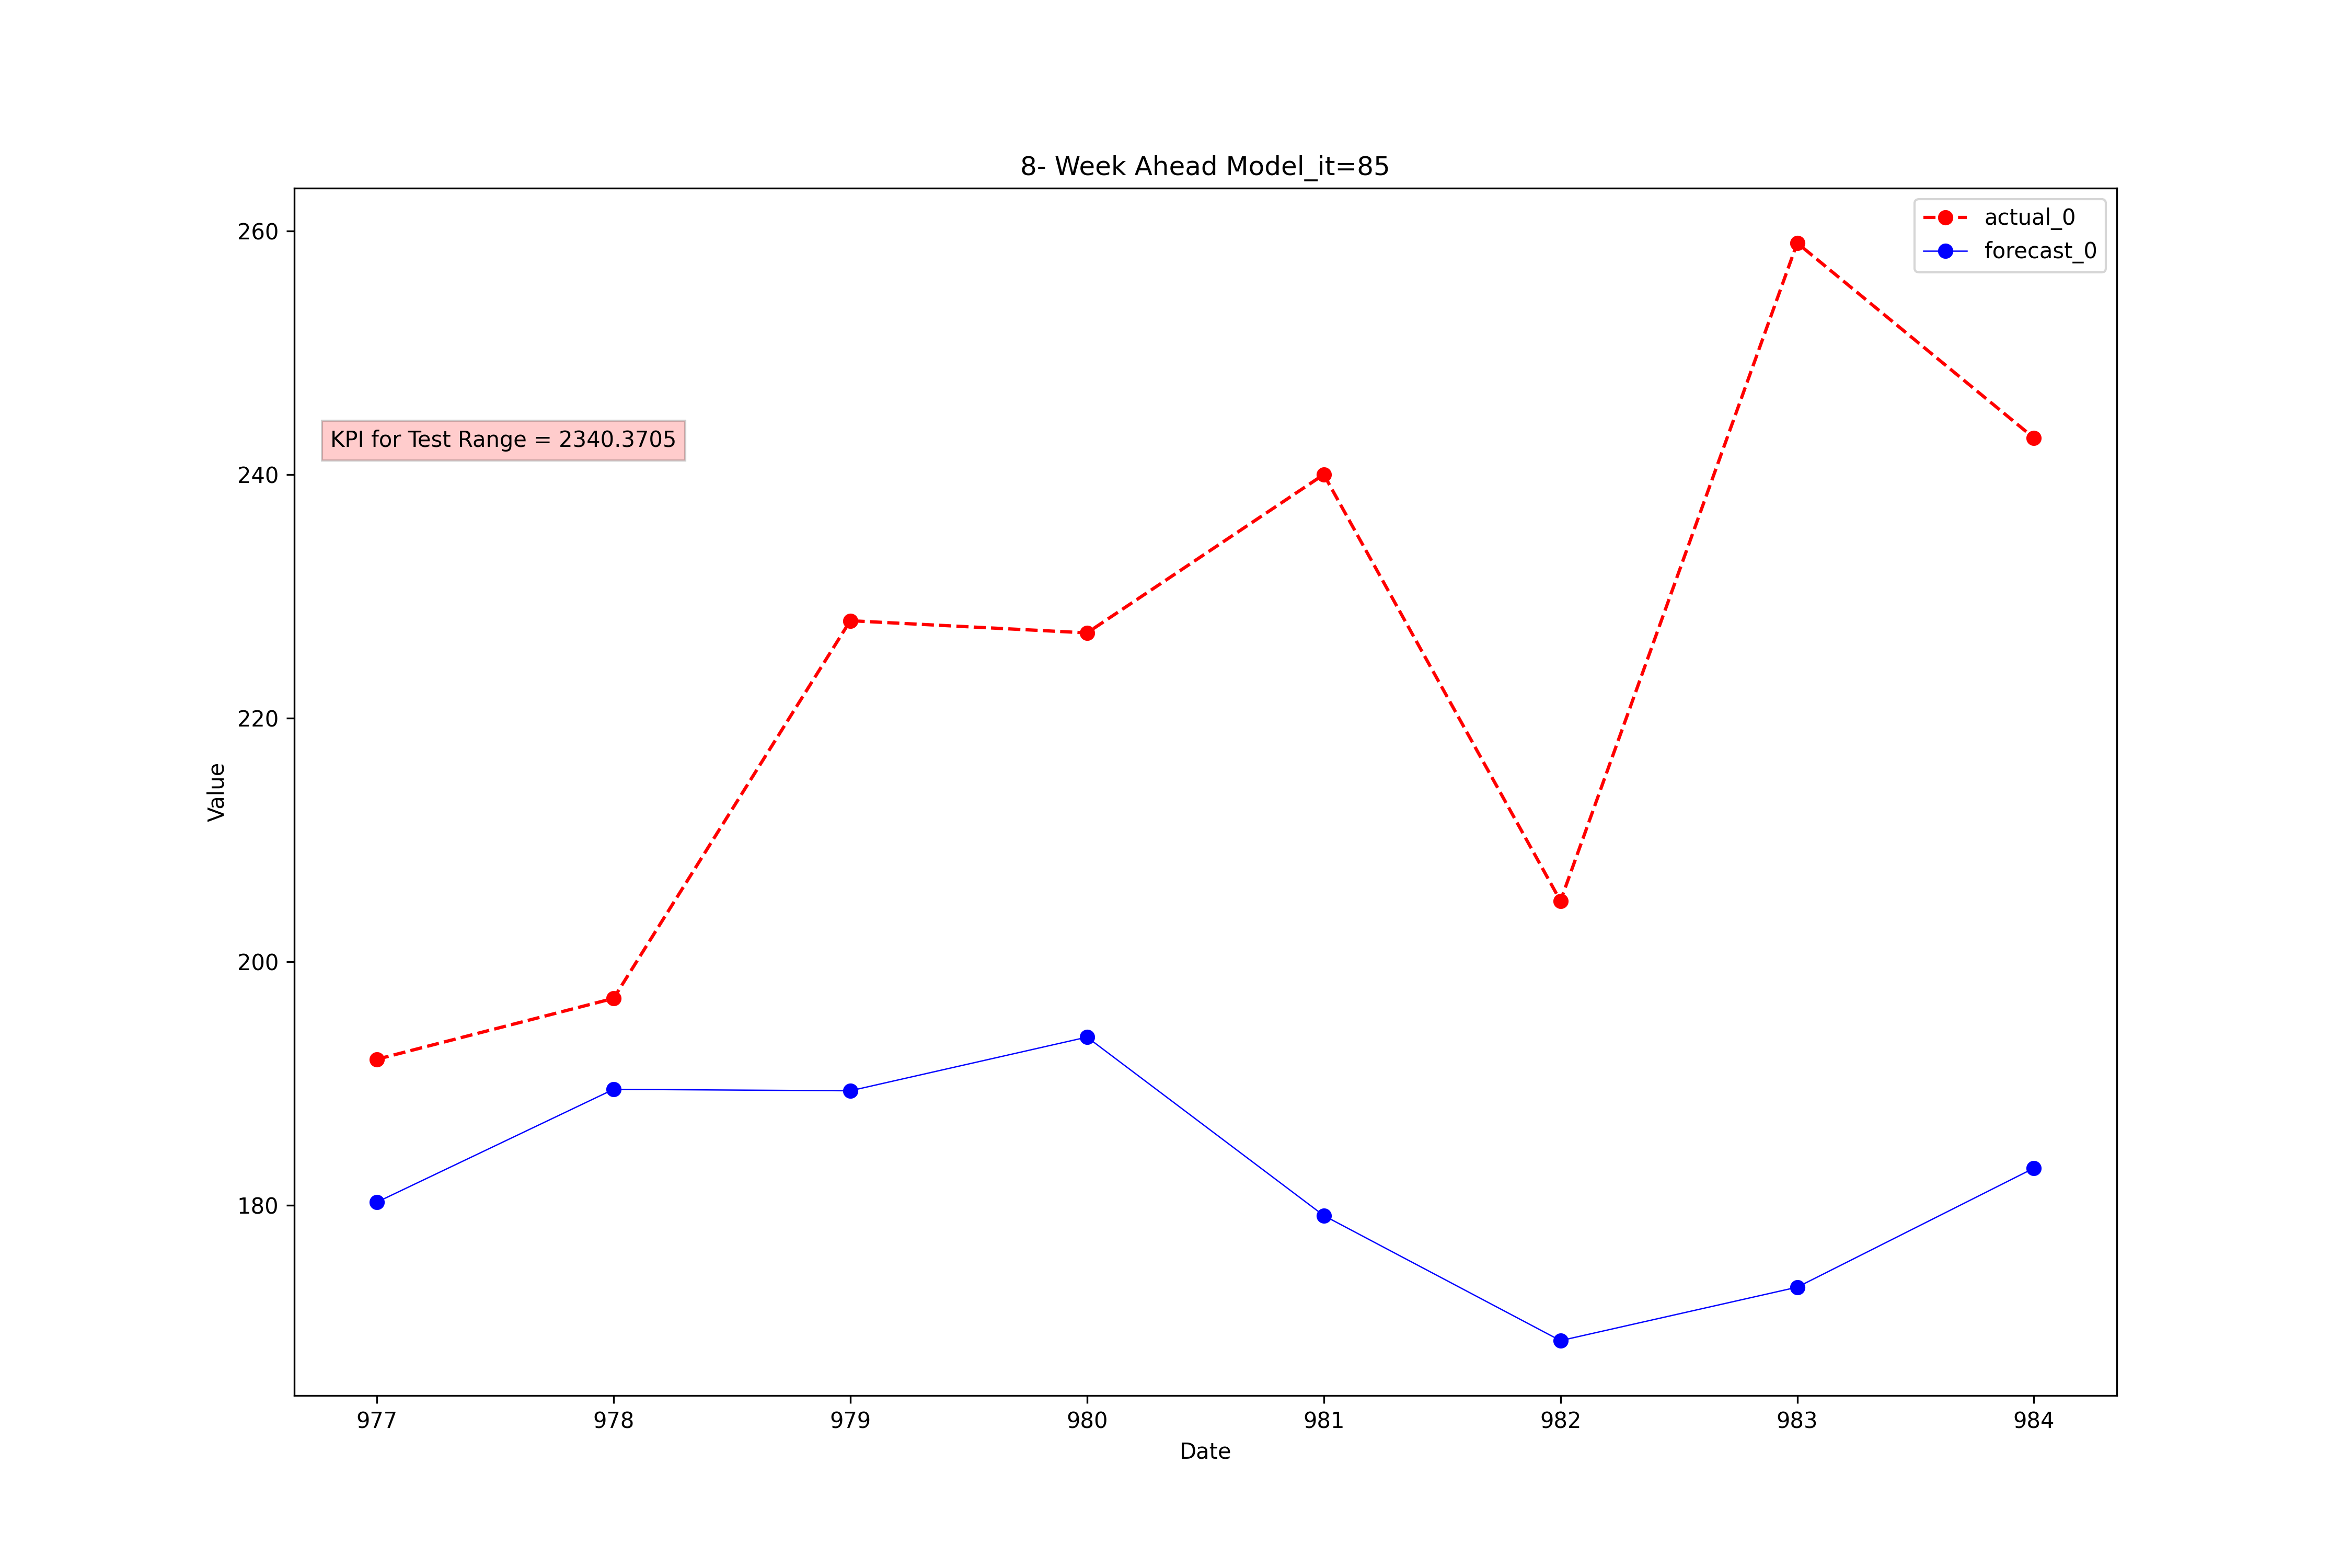 8- Week Ahead Model_it=85
actual_0
forecast_0
KPI for Test Range = 2340.3705
260
240
220
200
180
Value
977 978 979 980 981 982 983 984
Date